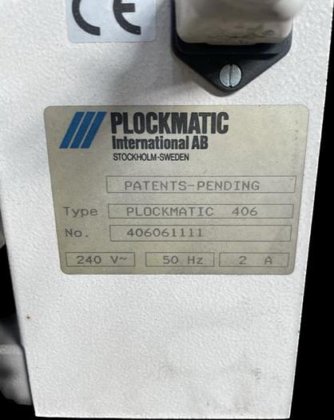 CE
PLOCKMATIC
International AB
STOCKHOLM-SWEDEN
PATENTS-PENDING
Type PLOCKMATIC 406
No. 406061111
240 V~ 50 Hz 2 A